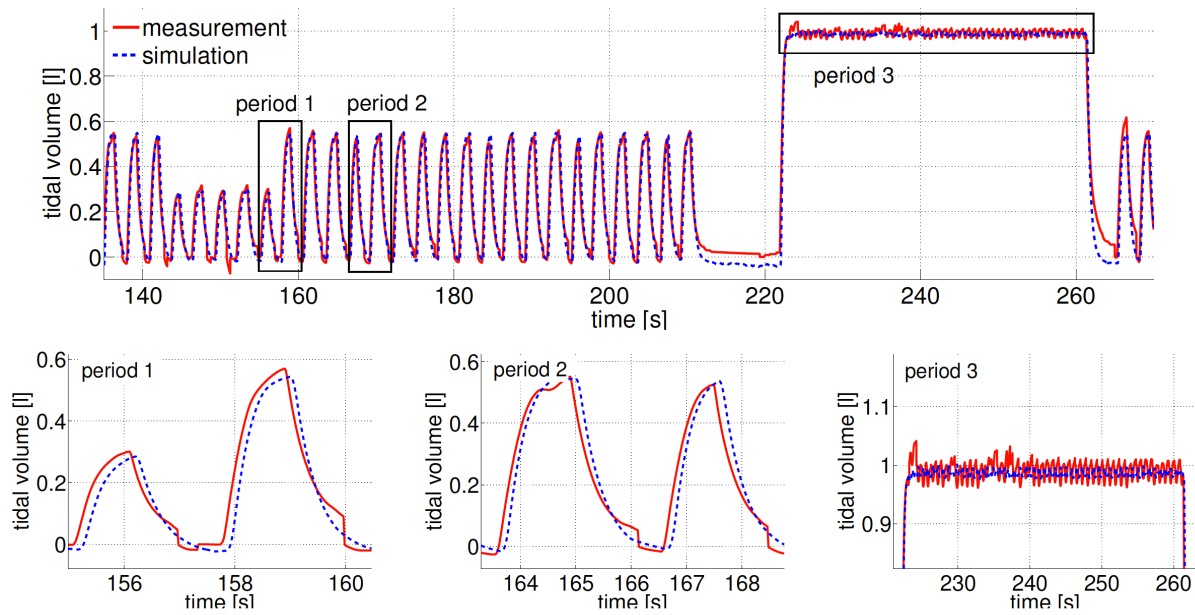 measurement
simulation
period 1
period 2
period 3
tidal volume [l]
1
0.8
0.6
0.4
0.2
0
140
160
180
200
220
240
260
time [s]
period 1
tidal volume [l]
0.6
0.4
0.2
0
156
158
160
time [s]
period 2
tidal volume [l]
0.6
0.4
0.2
0
164
165
166
167
168
time [s]
period 3
tidal volume [l]
1.1
1
0.9
230
240
250
260
time [s]